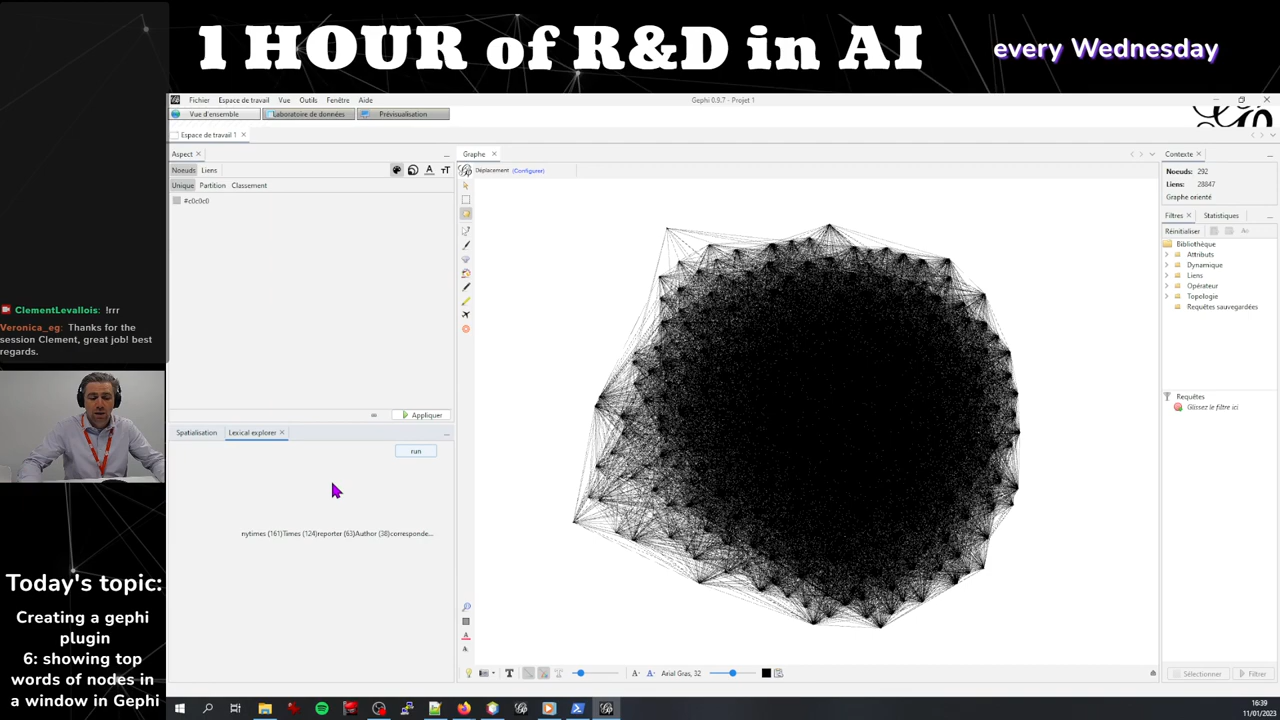 1 HOUR of R&D in AI
every Wednesday
Gephi 0.9.7 - Projet 1
Fichier Espace de travail Vue Outils Fenêtre Aide
Vue d'ensemble Laboratoire de données Prévisualisation
Espace de travail 1
Aspect
Noeuds Liens
Unique Partition Classement
#c0c0c0
Appliquer
Spatialisation Lexical explorer
run
nytimes (161)Times (124)reporter (63)Author (38)corresponde...
Graphe
Déplacement (Configurer)
Arial Gras, 32
Contexte
Noeuds: 292
Liens: 28847
Graphe orienté
Filtres Statistiques
Réinitialiser
Bibliothèque
Attributs
Dynamique
Liens
Opérateur
Topologie
Requêtes sauvegardées
Requêtes
Glissez le filtre ici
Sélectionner Filtrer
ClementLevallois: !rrr
Veronica_eg: Thanks for the
session Clement, great job! best
regards.
Today's topic:
Creating a gephi
plugin
6: showing top
words of nodes in
a window in Gephi
16:39
11/01/2023